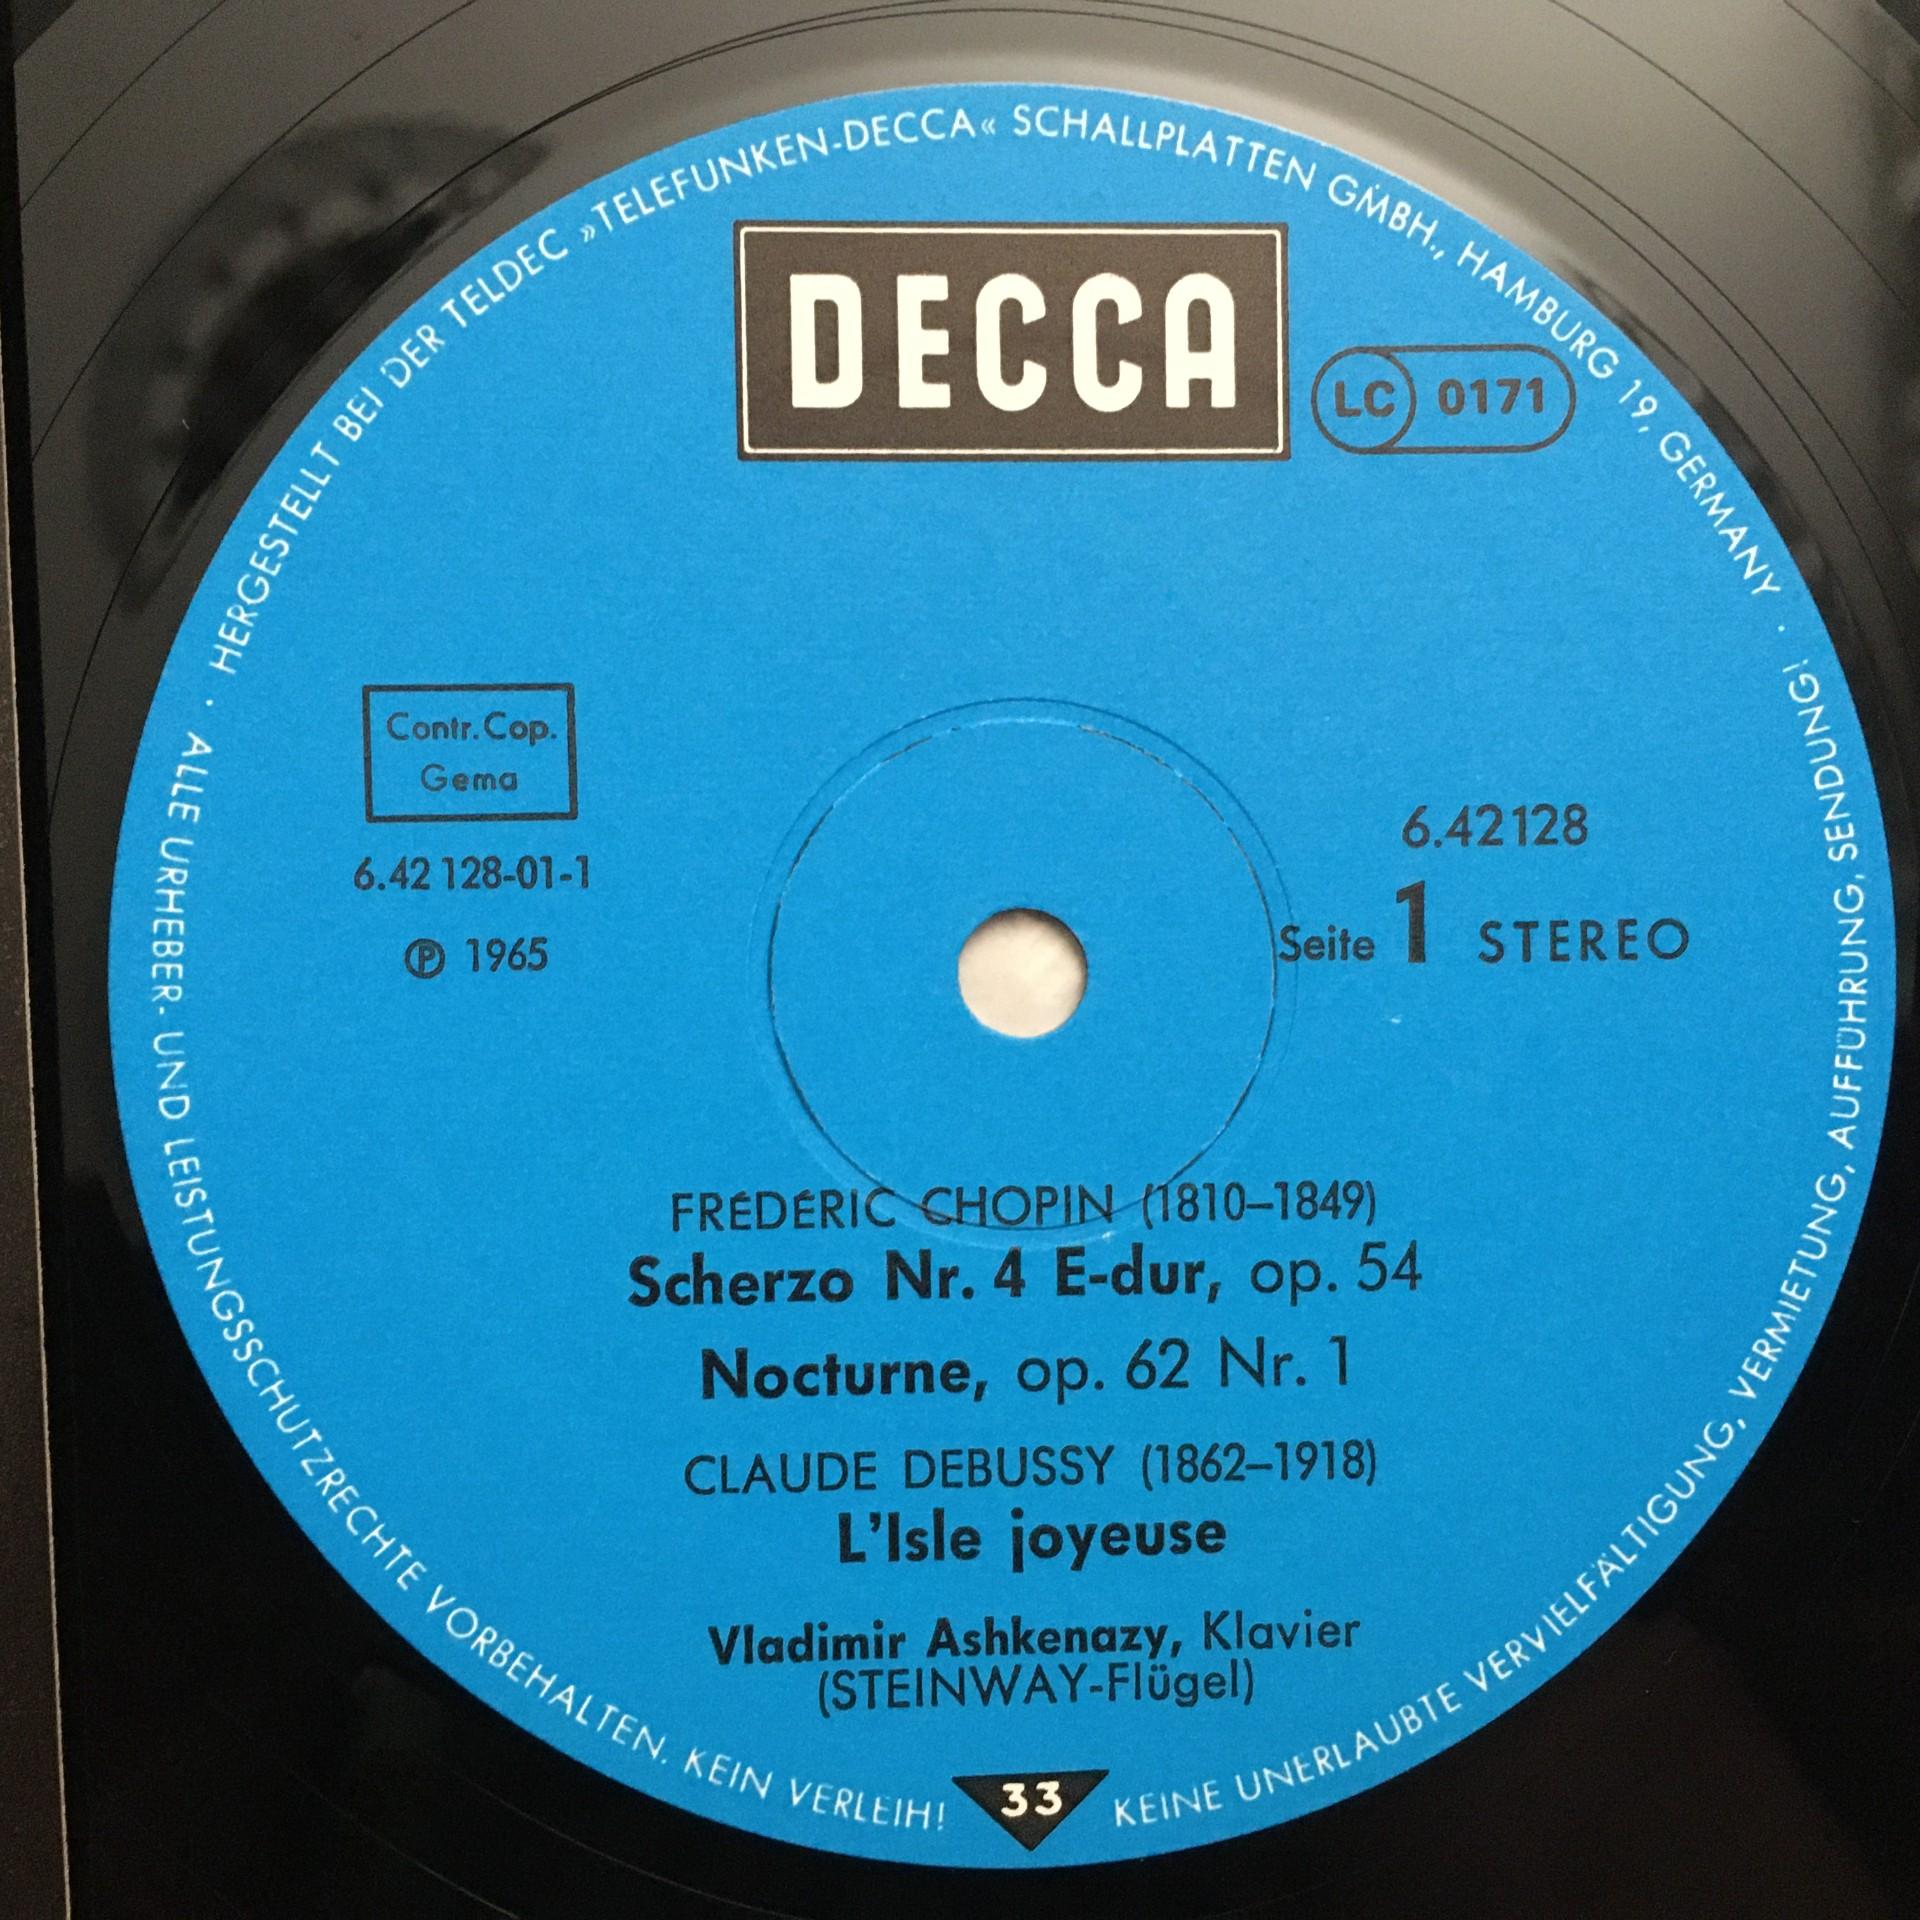 HERGESTELLT BEI DER TELDEC »TELEFUNKEN-DECCA« SCHALLPLATTEN GMBH., HAMBURG 19, GERMANY ·
DECCA
LC 0171
Contr. Cop.
Gema
6.42 128-01-1
℗ 1965
6.42128
Seite 1 STEREO
FRÉDÉRIC CHOPIN (1810–1849)
Scherzo Nr. 4 E-dur, op. 54
Nocturne, op. 62 Nr. 1
CLAUDE DEBUSSY (1862–1918)
L'Isle joyeuse
Vladimir Ashkenazy, Klavier
(STEINWAY-Flügel)
33
· ALLE URHEBER- UND LEISTUNGSSCHUTZRECHTE VORBEHALTEN. KEIN VERLEIH!
KEINE UNERLAUBTE VERVIELFÄLTIGUNG, VERMIETUNG, AUFFÜHRUNG, SENDUNG!